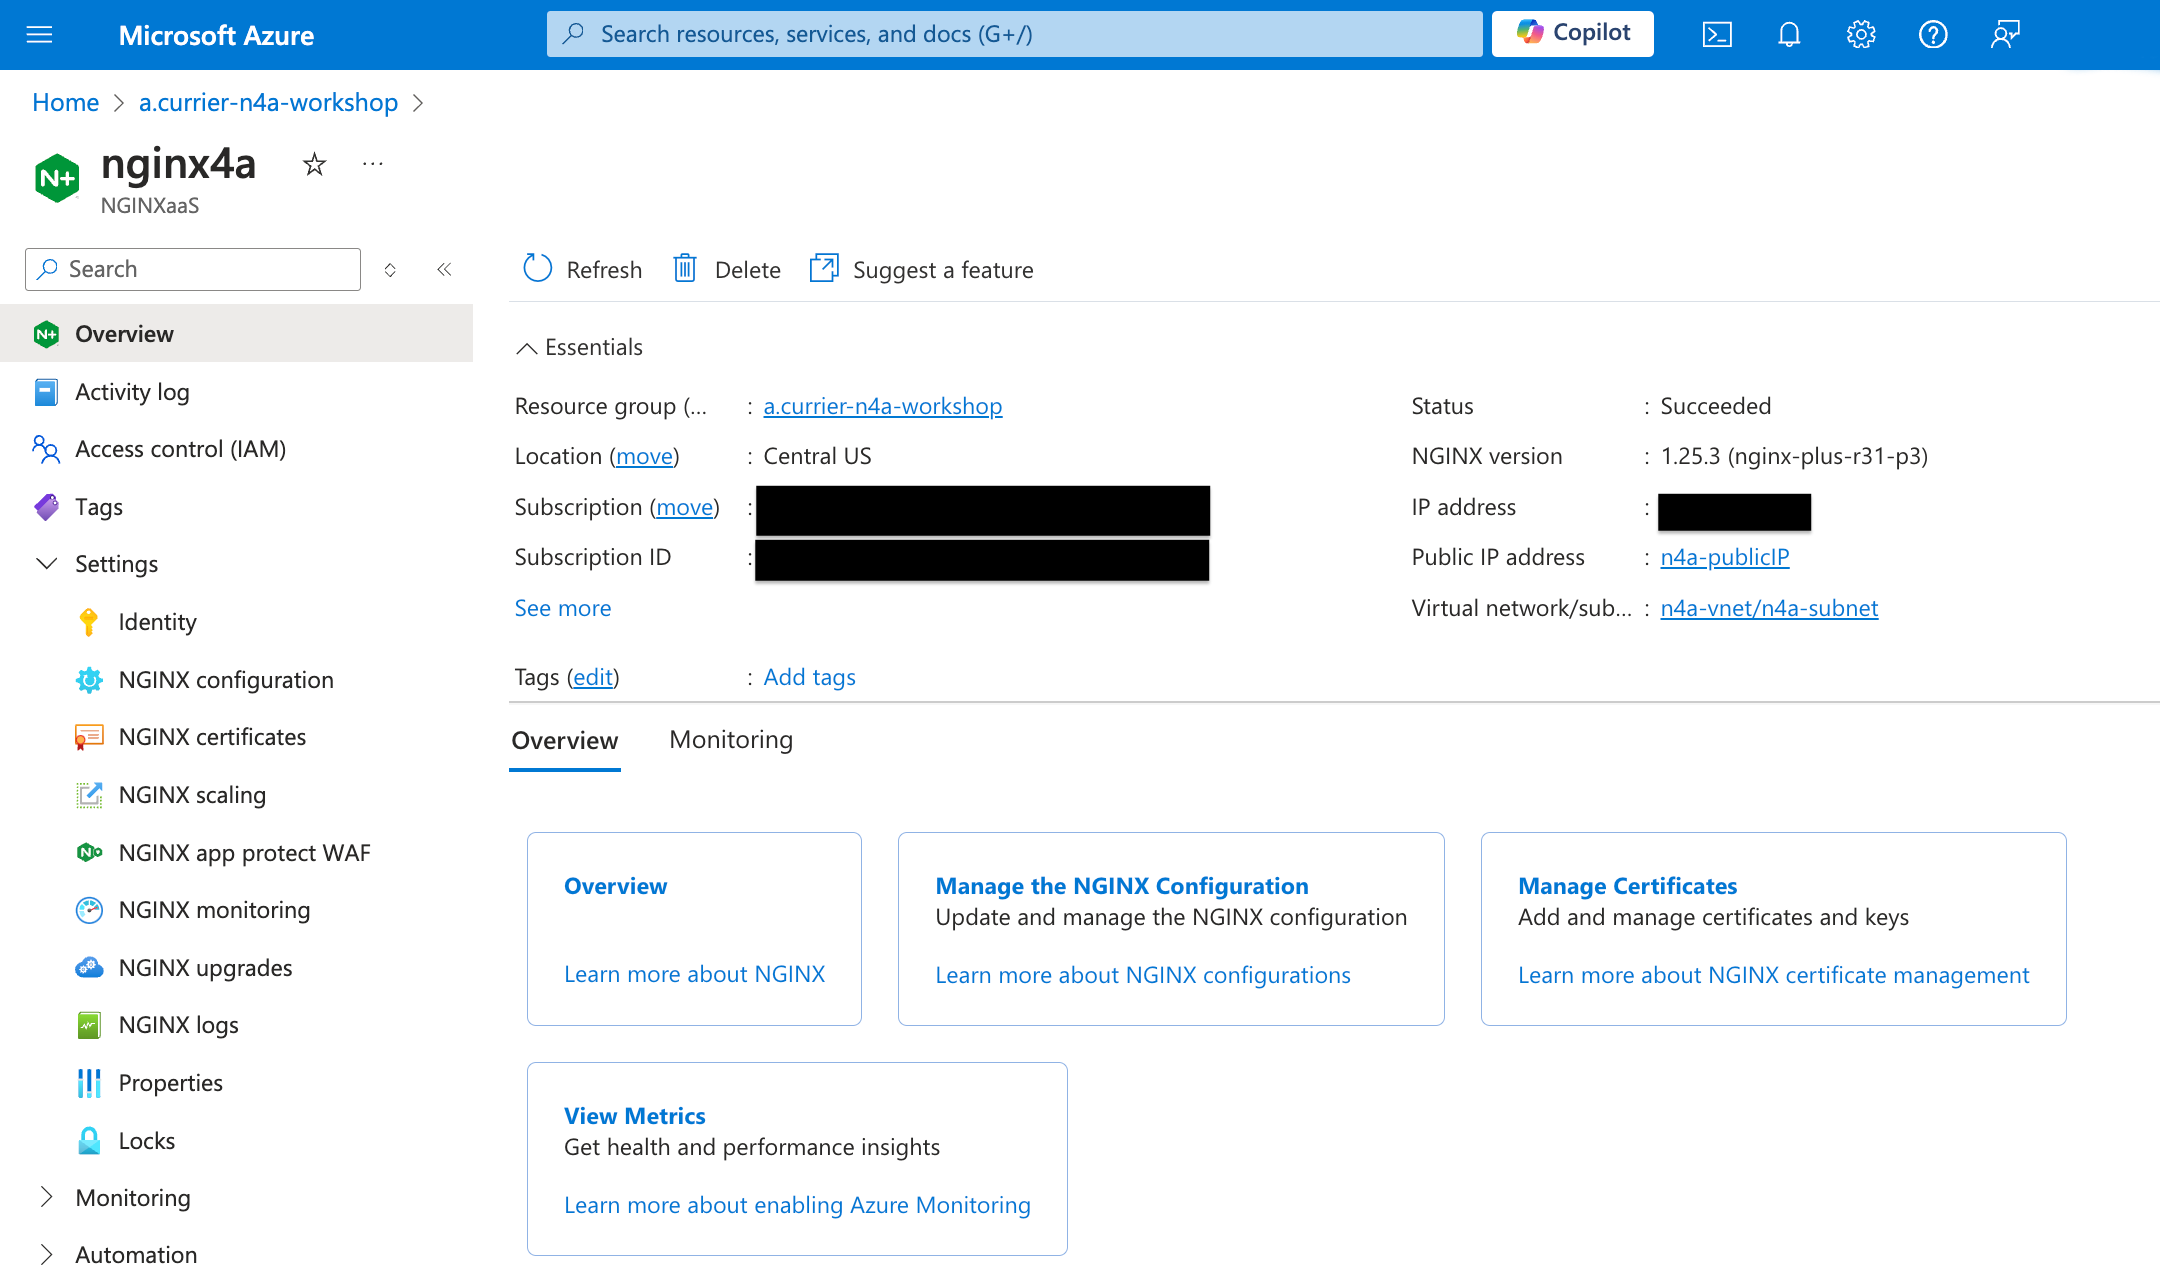 Microsoft Azure
Search resources, services, and docs (G+/)
Copilot
Home > a.currier-n4a-workshop >
N+
nginx4a
NGINXaaS
Search
Refresh
Delete
Suggest a feature
Overview
Activity log
Access control (IAM)
Tags
Settings
Identity
NGINX configuration
NGINX certificates
NGINX scaling
NGINX app protect WAF
NGINX monitoring
NGINX upgrades
NGINX logs
Properties
Locks
Monitoring
Automation
Essentials
Resource group (... : a.currier-n4a-workshop
Location (move) : Central US
Subscription (move) :
Subscription ID :
See more
Status : Succeeded
NGINX version : 1.25.3 (nginx-plus-r31-p3)
IP address :
Public IP address : n4a-publicIP
Virtual network/sub... : n4a-vnet/n4a-subnet
Tags (edit) : Add tags
Overview
Monitoring
Overview
Learn more about NGINX
Manage the NGINX Configuration
Update and manage the NGINX configuration
Learn more about NGINX configurations
Manage Certificates
Add and manage certificates and keys
Learn more about NGINX certificate management
View Metrics
Get health and performance insights
Learn more about enabling Azure Monitoring